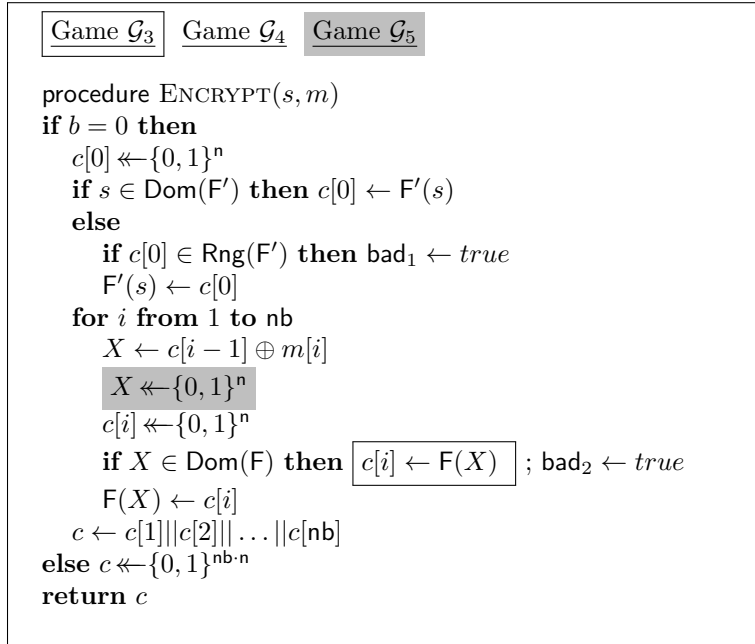 Game 𝒢₃ Game 𝒢₄ Game 𝒢₅
procedure ENCRYPT(s, m)
if b = 0 then
c[0] ↞ {0, 1}ⁿ
if s ∈ Dom(F′) then c[0] ← F′(s)
else
if c[0] ∈ Rng(F′) then bad₁ ← true
F′(s) ← c[0]
for i from 1 to nb
X ← c[i − 1] ⊕ m[i]
X ↞ {0, 1}ⁿ
c[i] ↞ {0, 1}ⁿ
if X ∈ Dom(F) then c[i] ← F(X) ; bad₂ ← true
F(X) ← c[i]
c ← c[1]||c[2]|| . . . ||c[nb]
else c ↞ {0, 1}ⁿᵇ·ⁿ
return c